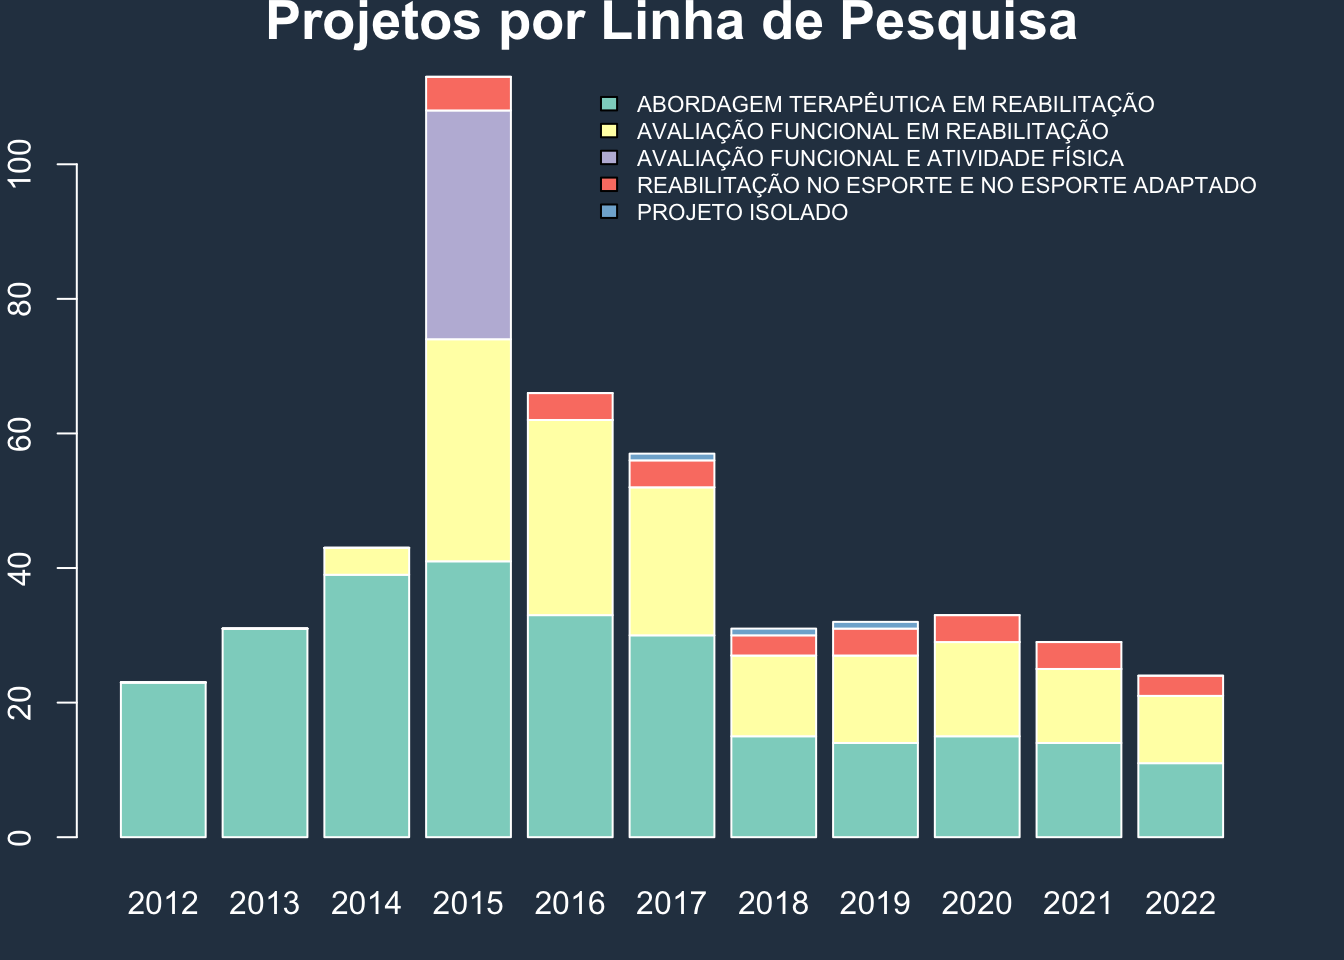 Projetos por Linha de Pesquisa
ABORDAGEM TERAPÊUTICA EM REABILITAÇÃO
AVALIAÇÃO FUNCIONAL EM REABILITAÇÃO
AVALIAÇÃO FUNCIONAL E ATIVIDADE FÍSICA
REABILITAÇÃO NO ESPORTE E NO ESPORTE ADAPTADO
PROJETO ISOLADO
100
80
60
40
20
0
2012 2013 2014 2015 2016 2017 2018 2019 2020 2021 2022